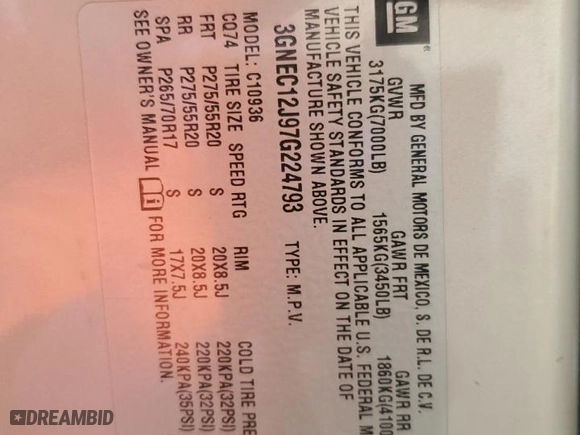 GM
MFD BY GENERAL MOTORS DE MEXICO, S. DE R.L. DE C.V.
GVWR GAWR FRT GAWR RR
3175KG(7000LB) 1565KG(3450LB) 1860KG(4100
THIS VEHICLE CONFORMS TO ALL APPLICABLE U.S. FEDERAL M
VEHICLE SAFETY STANDARDS IN EFFECT ON THE DATE OF
MANUFACTURE SHOWN ABOVE.
3GNEC12J97G224793 TYPE: M.P.V.
MODEL: C10936
CQ74 TIRE SIZE SPEED RTG RIM COLD TIRE PRE
FRT P275/55R20 S 20X8.5J 220KPA(32PSI)
RR P275/55R20 S 20X8.5J 220KPA(32PSI)
SPA P265/70R17 S 17X7.5J 240KPA(35PSI)
SEE OWNER'S MANUAL FOR MORE INFORMATION.
DREAMBID